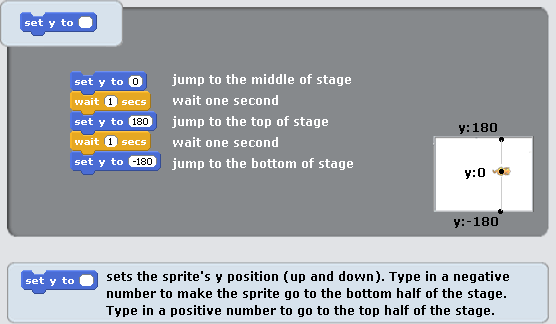 set y to
set y to 0 jump to the middle of stage
wait 1 secs wait one second
set y to 180 jump to the top of stage
wait 1 secs wait one second
set y to -180 jump to the bottom of stage
y:180
y:0
y:-180
set y to
sets the sprite's y position (up and down). Type in a negative
number to make the sprite go to the bottom half of the stage.
Type in a positive number to go to the top half of the stage.